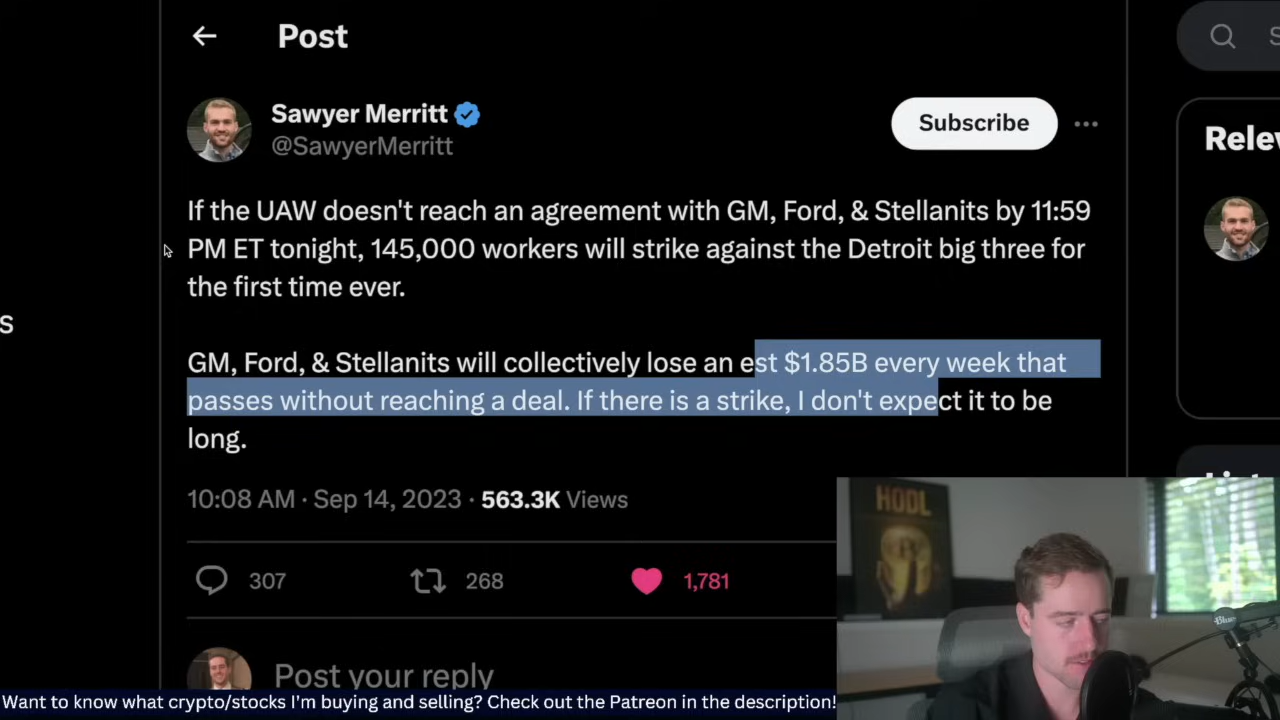 Post
S
Sawyer Merritt
@SawyerMerritt
Subscribe
Rele
If the UAW doesn't reach an agreement with GM, Ford, & Stellanits by 11:59
PM ET tonight, 145,000 workers will strike against the Detroit big three for
the first time ever.
s
GM, Ford, & Stellanits will collectively lose an est $1.85B every week that
passes without reaching a deal. If there is a strike, I don't expect it to be
long.
10:08 AM · Sep 14, 2023 · 563.3K Views
HODL
307
268
1,781
Blue
Post your reply
Want to know what crypto/stocks I'm buying and selling? Check out the Patreon in the description!